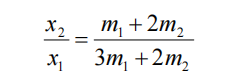 x₂/x₁ = (m₁ + 2m₂)/(3m₁ + 2m₂)